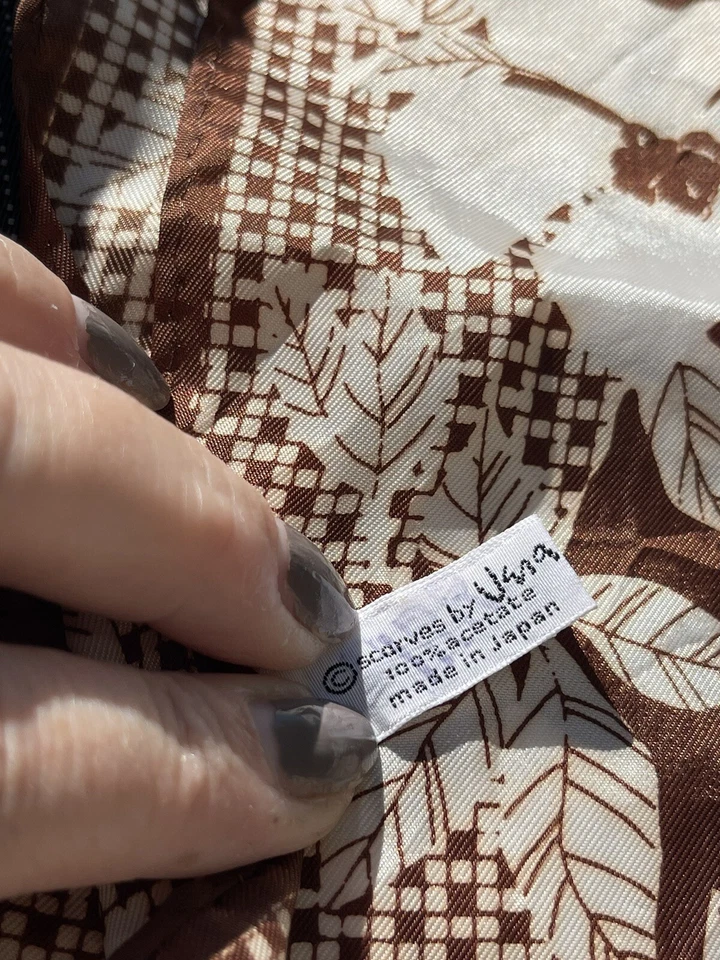 © scarves by Vera
100% acetate
made in Japan